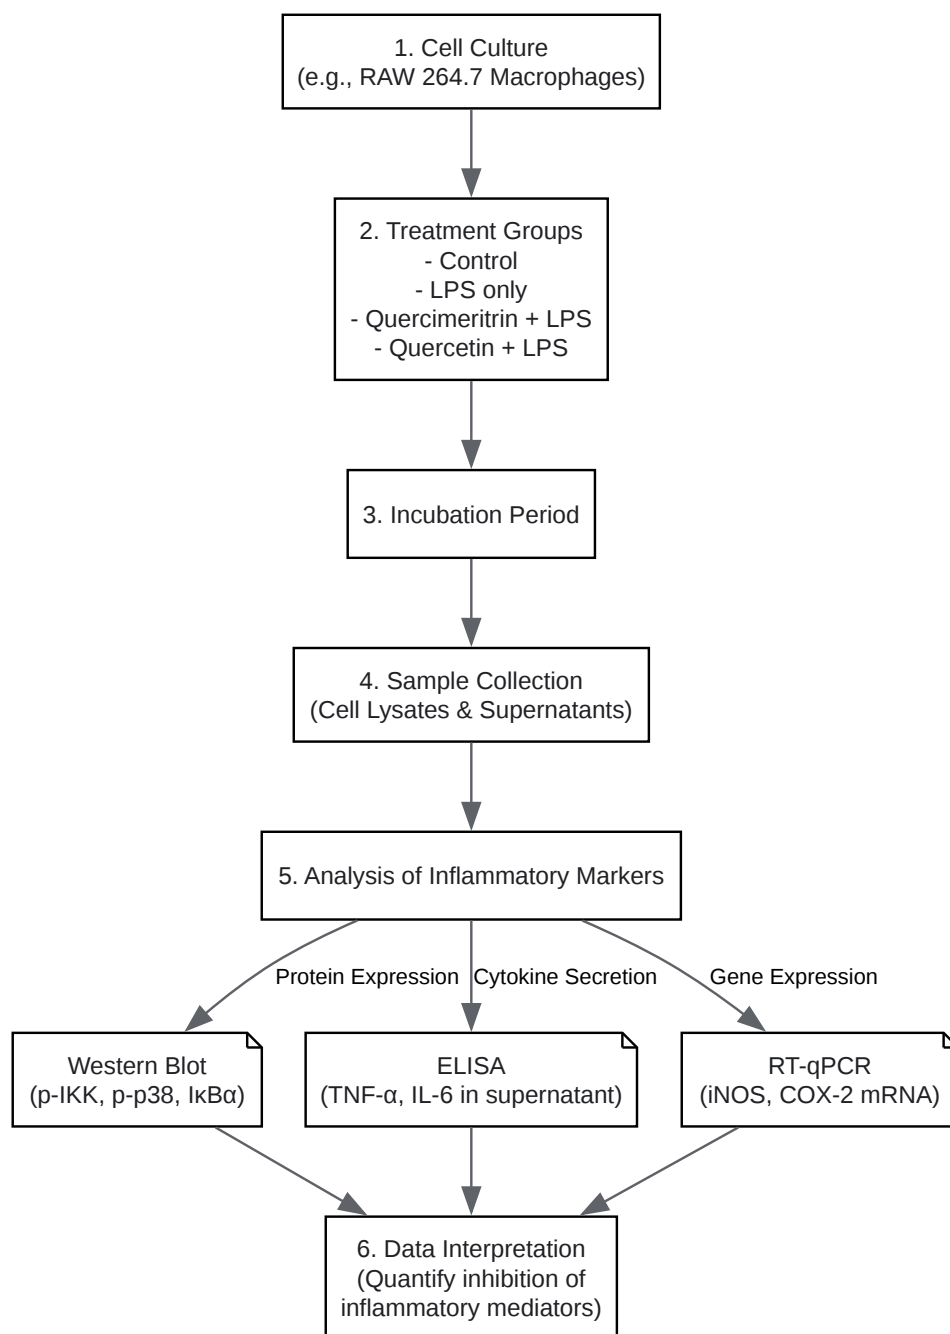 1. Cell Culture
(e.g., RAW 264.7 Macrophages)
2. Treatment Groups
- Control
- LPS only
- Quercimeritrin + LPS
- Quercetin + LPS
3. Incubation Period
4. Sample Collection
(Cell Lysates & Supernatants)
5. Analysis of Inflammatory Markers
Protein Expression
Cytokine Secretion
Gene Expression
Western Blot
(p-IKK, p-p38, IκBα)
ELISA
(TNF-α, IL-6 in supernatant)
RT-qPCR
(iNOS, COX-2 mRNA)
6. Data Interpretation
(Quantify inhibition of
inflammatory mediators)